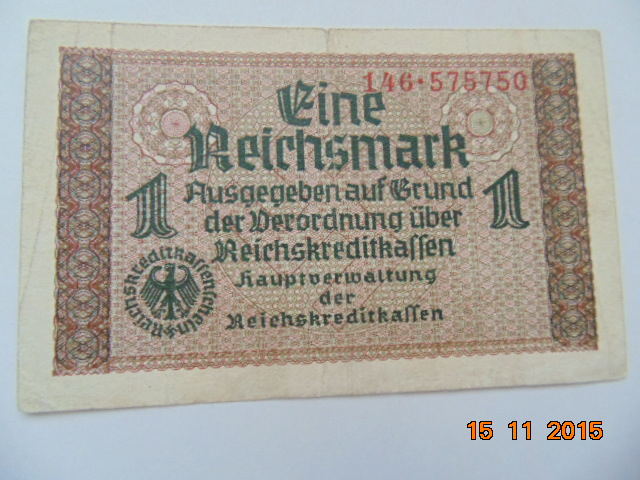 146·575750
Eine
Reichsmark
1 1
Ausgegeben auf Grund
der Verordnung über
Reichskreditkassen
Hauptverwaltung
der
Reichskreditkassen
Reichskreditkassenschein
15 11 2015